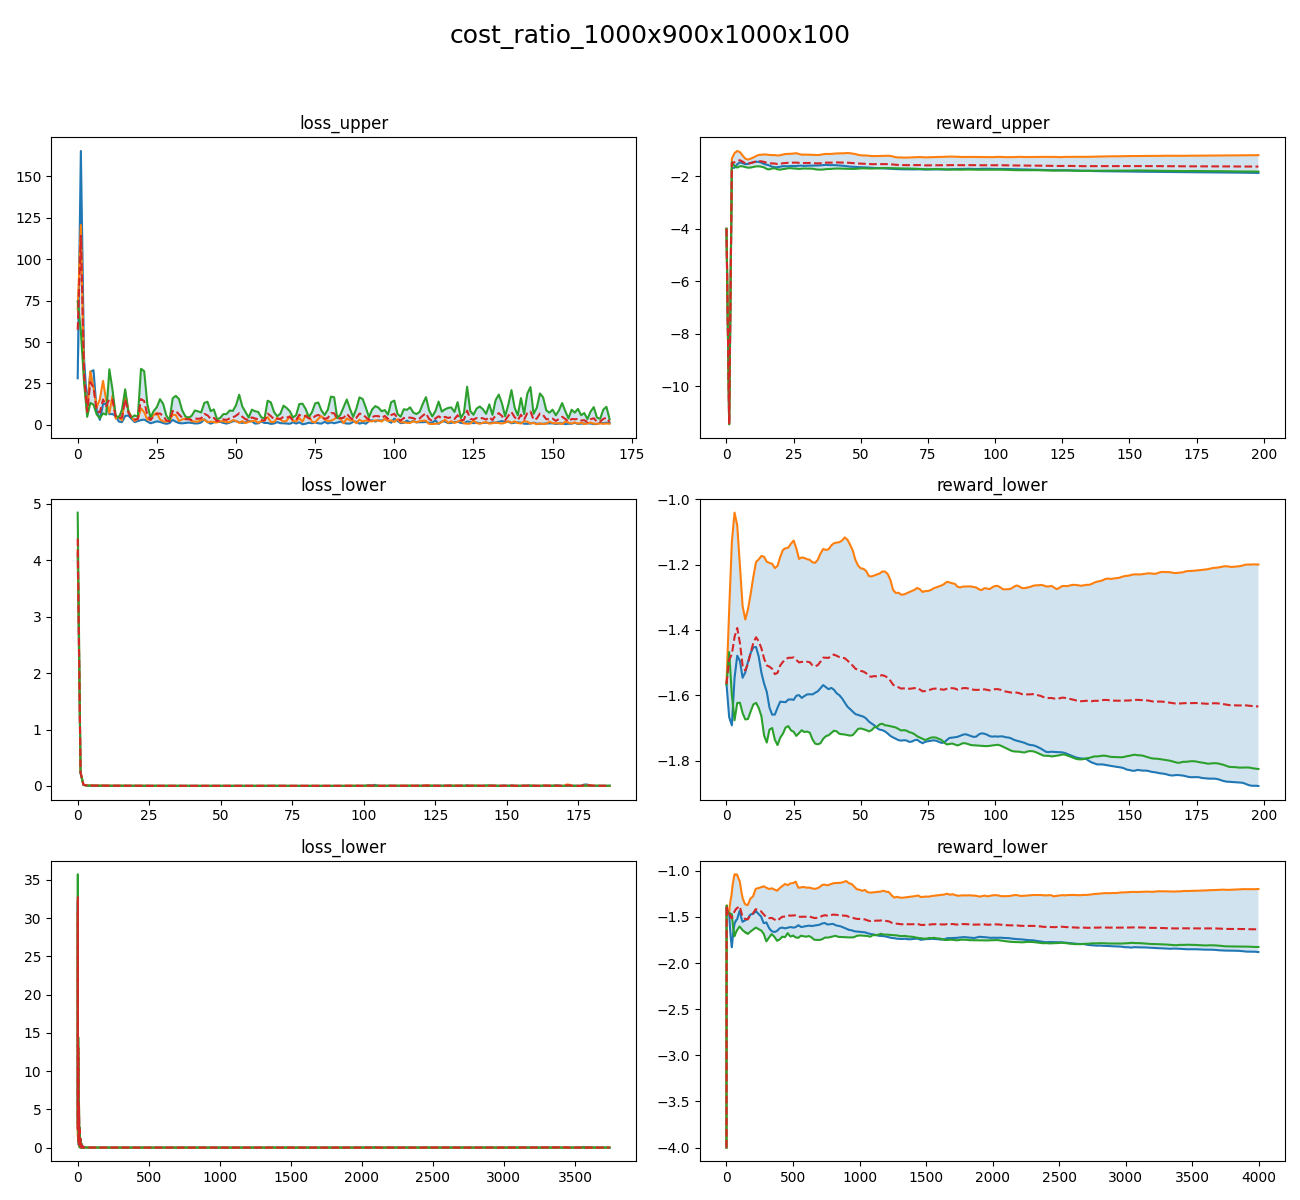 cost_ratio_1000x900x1000x100
loss_upper
reward_upper
150
125
100
75
50
25
0
0 25 50 75 100 125 150 175
−2
−4
−6
−8
−10
0 25 50 75 100 125 150 175 200
loss_lower
reward_lower
5
4
3
2
1
0
0 25 50 75 100 125 150 175
−1.0
−1.2
−1.4
−1.6
−1.8
0 25 50 75 100 125 150 175 200
loss_lower
reward_lower
35
30
25
20
15
10
5
0
0 500 1000 1500 2000 2500 3000 3500
−1.0
−1.5
−2.0
−2.5
−3.0
−3.5
−4.0
0 500 1000 1500 2000 2500 3000 3500 4000